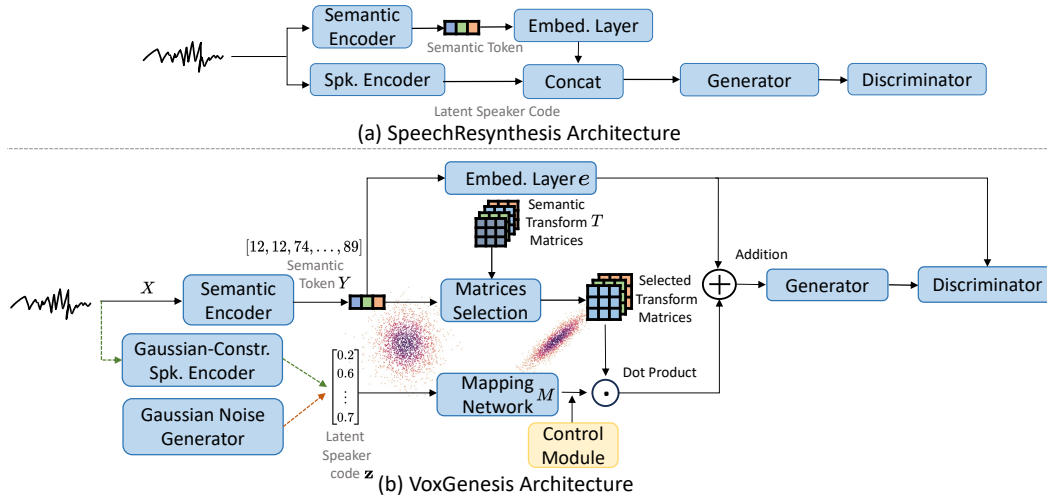 Semantic
Encoder
Semantic Token
Embed. Layer
Spk. Encoder
Latent Speaker Code
Concat
Generator
Discriminator
(a) SpeechResynthesis Architecture
Embed. Layer e
Semantic
Transform T
Matrices
[12, 12, 74, . . . , 89]
Semantic
Token Y
X
Semantic
Encoder
Matrices
Selection
Selected
Transform
Matrices
Addition
Generator
Discriminator
Gaussian-Constr.
Spk. Encoder
Gaussian Noise
Generator
0.2
0.6
⋮
0.7
Latent
Speaker
code z
Mapping
Network M
Dot Product
Control
Module
(b) VoxGenesis Architecture